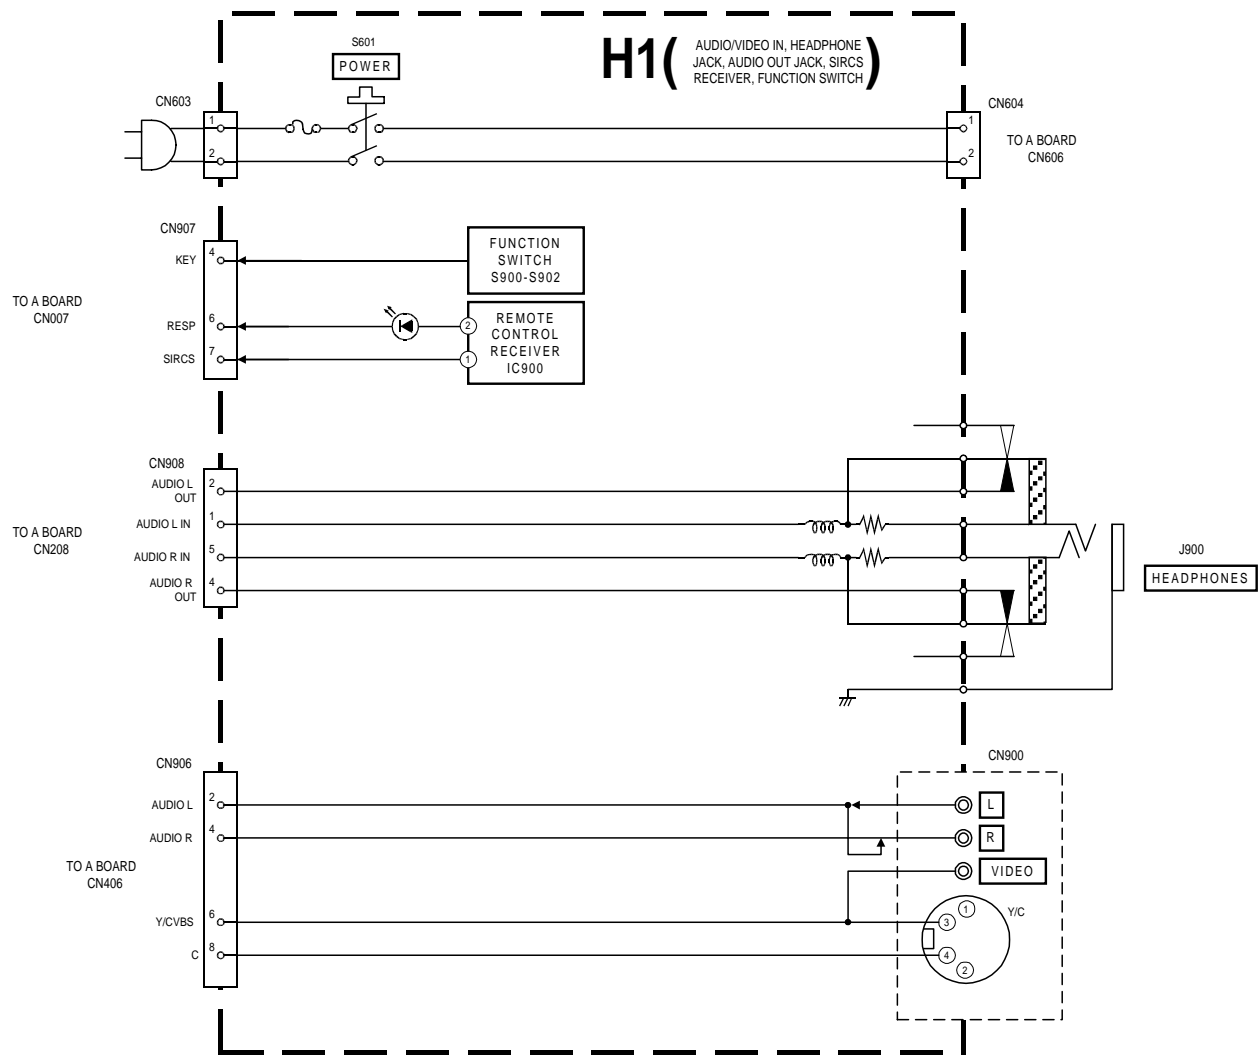 H1(
AUDIO/VIDEO IN, HEADPHONE
JACK, AUDIO OUT JACK, SIRCS
RECEIVER, FUNCTION SWITCH
)
S601
POWER
CN603
1
2
CN604
1
2
TO A BOARD
CN606
CN907
KEY
4
RESP
6
SIRCS
7
TO A BOARD
CN007
FUNCTION
SWITCH
S900-S902
REMOTE
CONTROL
RECEIVER
IC900
2
1
CN908
AUDIO L
OUT
2
AUDIO L IN
1
AUDIO R IN
5
AUDIO R
OUT
4
TO A BOARD
CN208
J900
HEADPHONES
CN906
AUDIO L
2
AUDIO R
4
Y/CVBS
6
C
8
TO A BOARD
CN406
CN900
L
R
VIDEO
Y/C
1
3
4
2